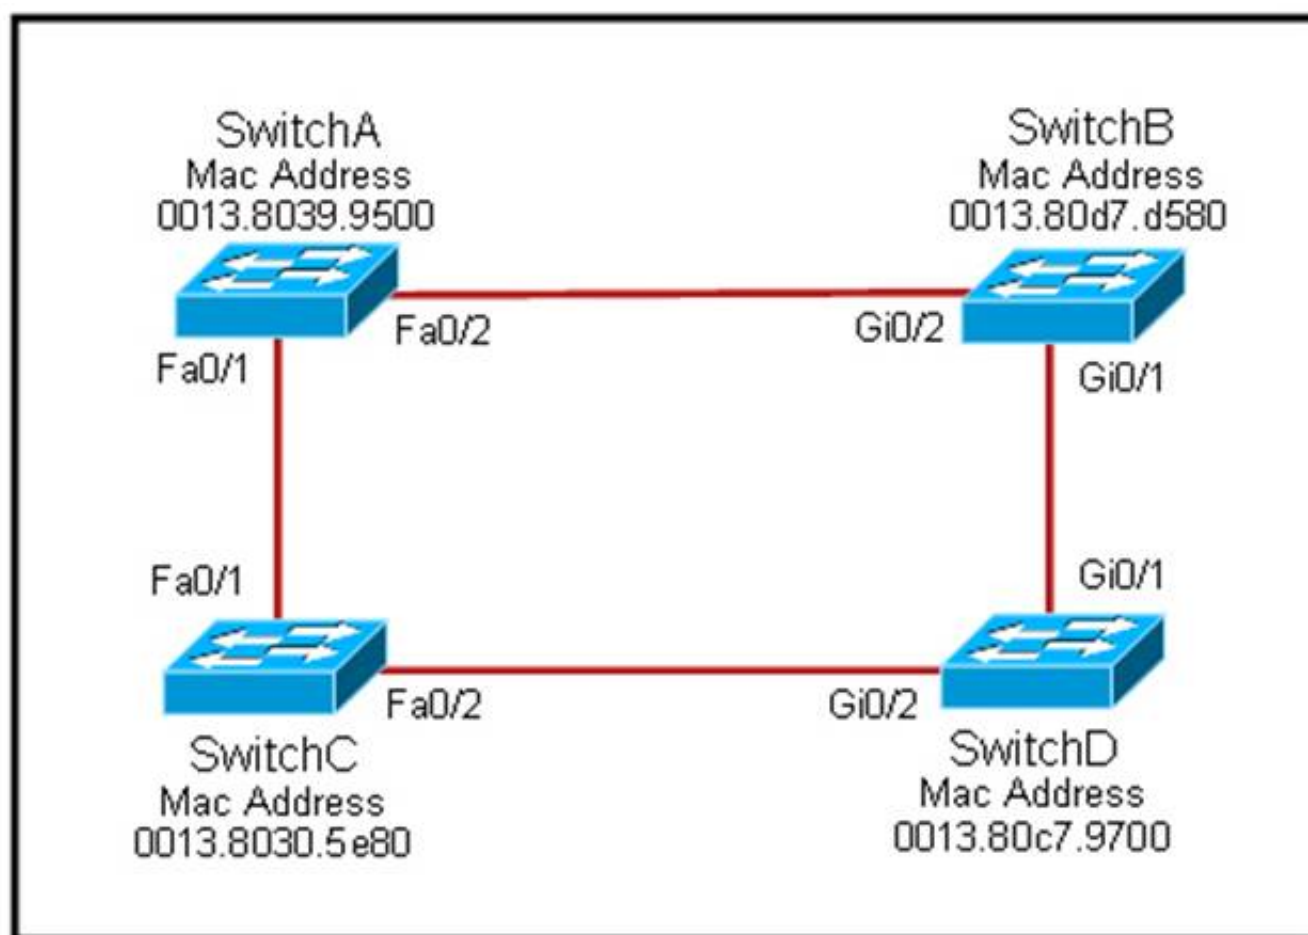 SwitchA
Mac Address
0013.8039.9500
SwitchB
Mac Address
0013.80d7.d580
Fa0/2
Gi0/2
Fa0/1
Gi0/1
Fa0/1
Gi0/1
Fa0/2
Gi0/2
SwitchC
Mac Address
0013.8030.5e80
SwitchD
Mac Address
0013.80c7.9700